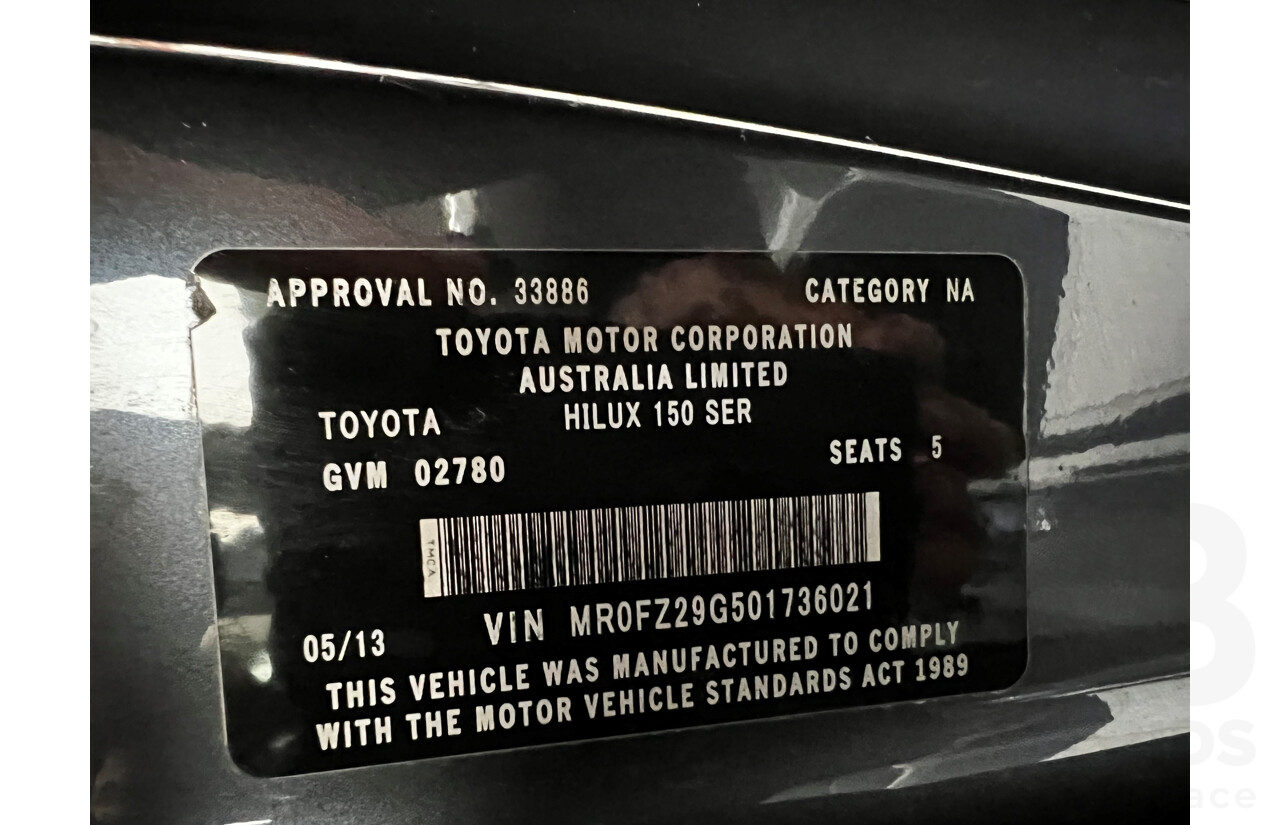 APPROVAL NO. 33886 CATEGORY NA
TOYOTA MOTOR CORPORATION
AUSTRALIA LIMITED
TOYOTA HILUX 150 SER
GVM 02780 SEATS 5
TMCA
VIN MR0FZ29G501736021
05/13
THIS VEHICLE WAS MANUFACTURED TO COMPLY
WITH THE MOTOR VEHICLE STANDARDS ACT 1989